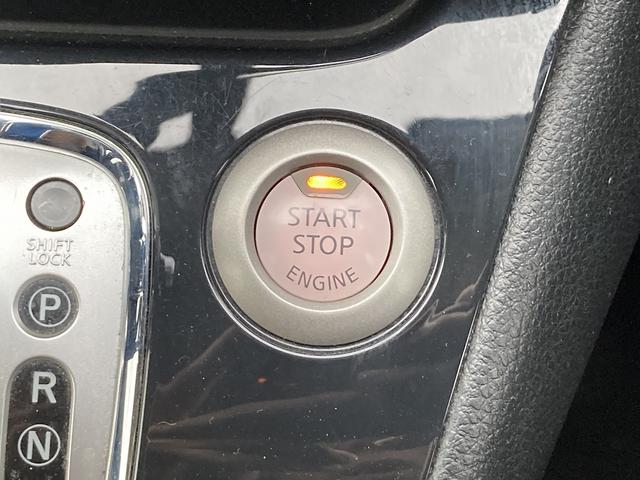 START
STOP
ENGINE
SHIFT
LOCK
P
R
N